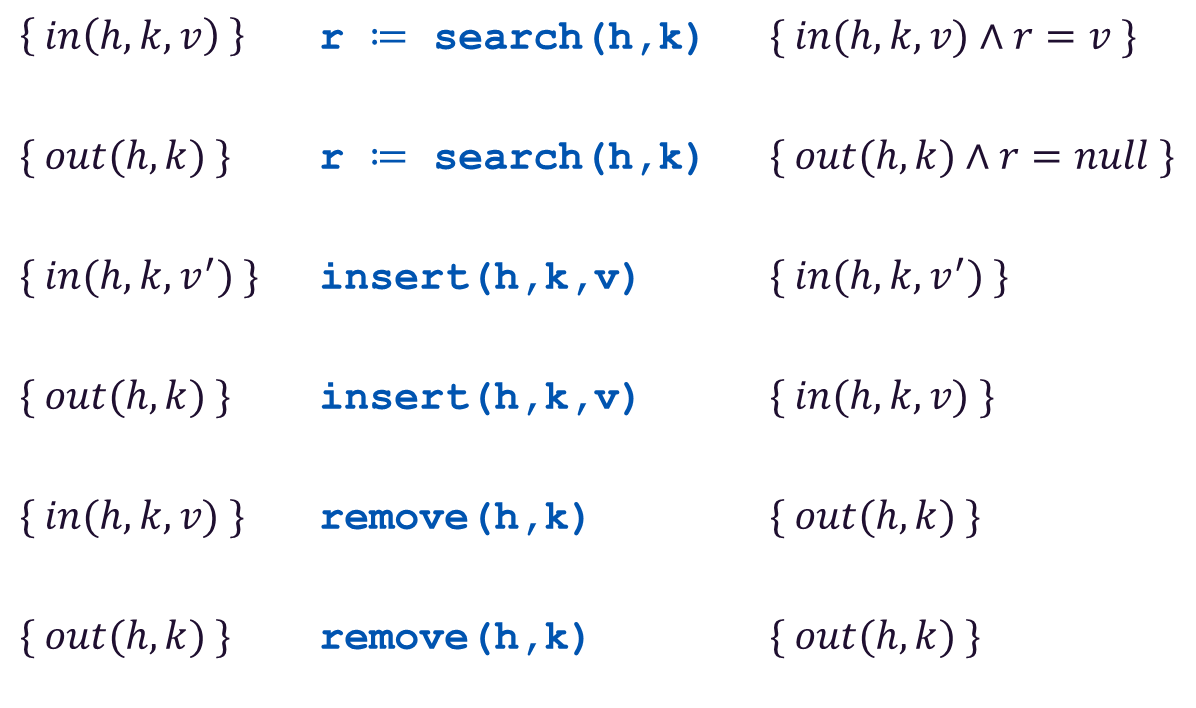 { in(h, k, v) } r ≔ search(h,k) { in(h, k, v) ∧ r = v }
{ out(h, k) } r ≔ search(h,k) { out(h, k) ∧ r = null }
{ in(h, k, v′) } insert(h,k,v) { in(h, k, v′) }
{ out(h, k) } insert(h,k,v) { in(h, k, v) }
{ in(h, k, v) } remove(h,k) { out(h, k) }
{ out(h, k) } remove(h,k) { out(h, k) }